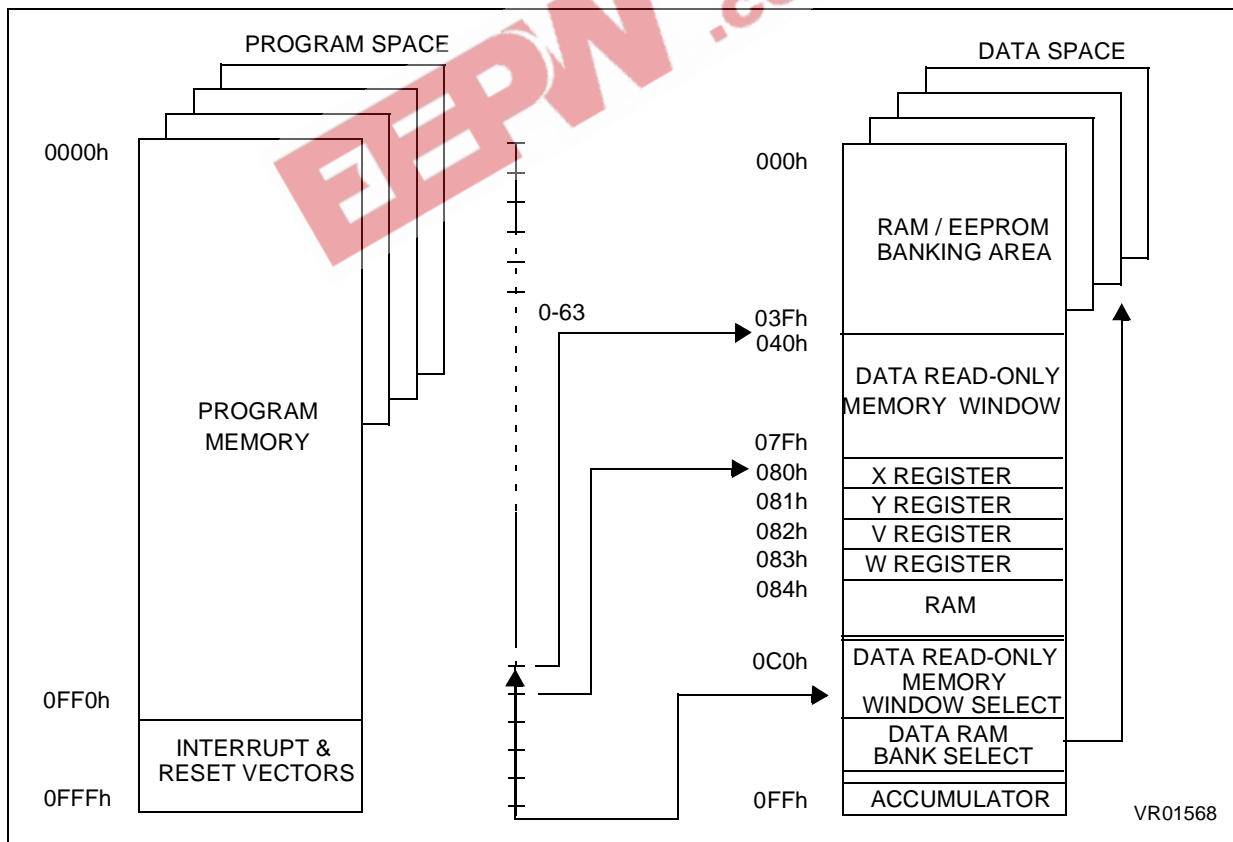 PROGRAM SPACE
0000h
PROGRAM
MEMORY
0FF0h
INTERRUPT &
RESET VECTORS
0FFFh
0-63
DATA SPACE
000h
RAM / EEPROM
BANKING AREA
03Fh
040h
DATA READ-ONLY
MEMORY WINDOW
07Fh
080h
X REGISTER
081h
Y REGISTER
082h
V REGISTER
083h
W REGISTER
084h
RAM
0C0h
DATA READ-ONLY
MEMORY
WINDOW SELECT
DATA RAM
BANK SELECT
0FFh
ACCUMULATOR
VR01568
EEPW